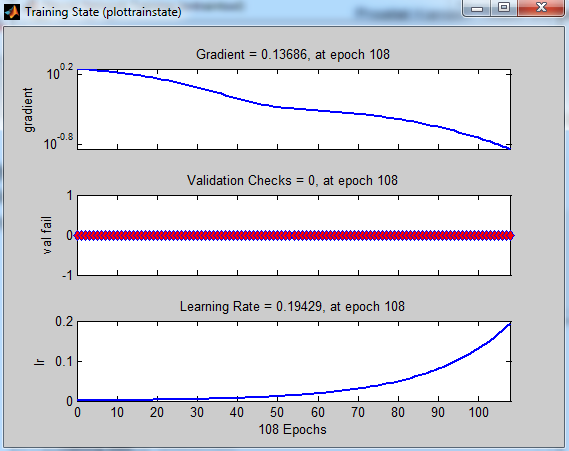 Training State (plottrainstate)
Gradient = 0.13686, at epoch 108
10^0.2
gradient
10^-0.8
Validation Checks = 0, at epoch 108
1
val fail
0
-1
Learning Rate = 0.19429, at epoch 108
0.2
lr
0.1
0
0 10 20 30 40 50 60 70 80 90 100
108 Epochs